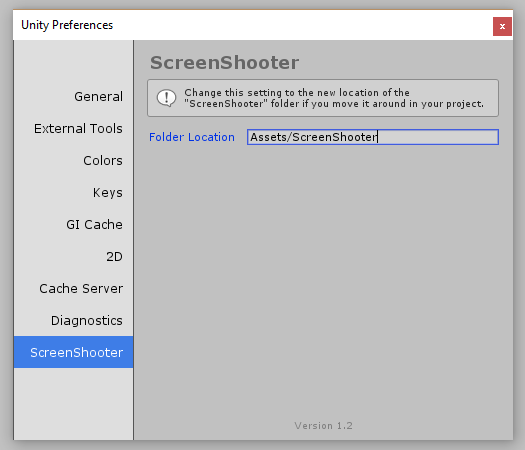 Unity Preferences
x
General
External Tools
Colors
Keys
GI Cache
2D
Cache Server
Diagnostics
ScreenShooter
ScreenShooter
Change this setting to the new location of the
"ScreenShooter" folder if you move it around in your project.
Folder Location Assets/ScreenShooter
Version 1.2